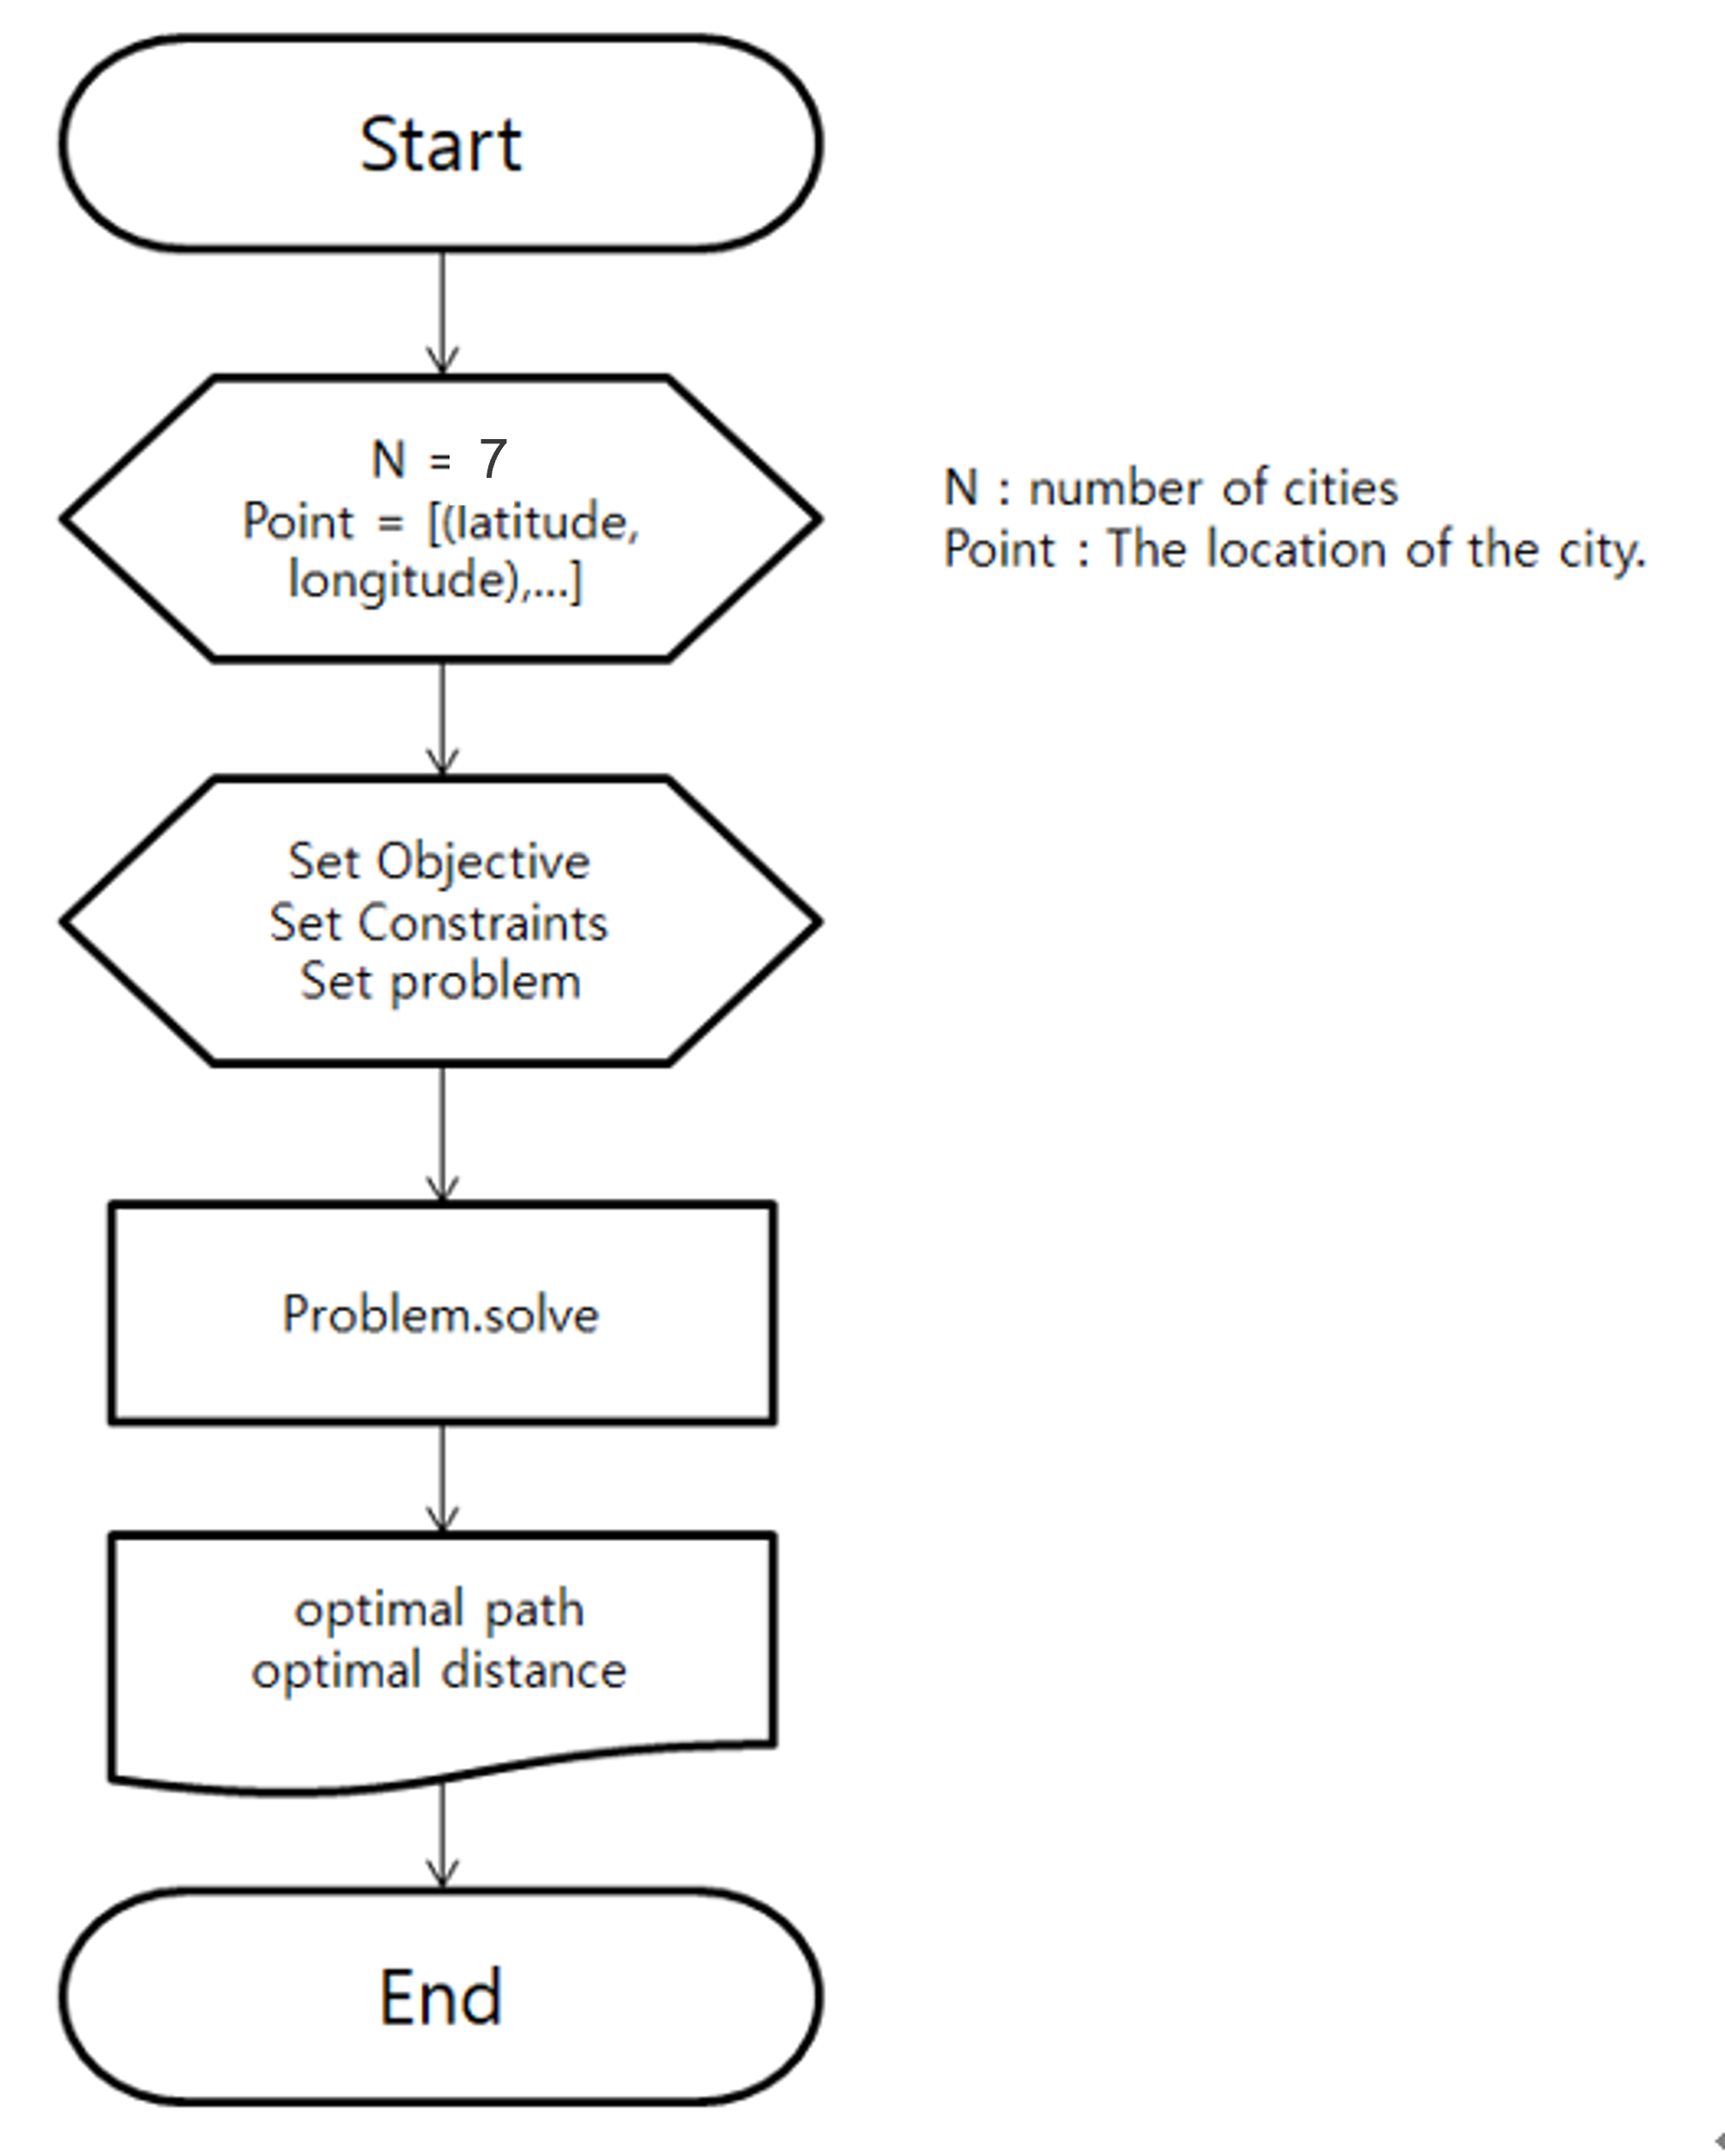 Start
N = 7
Point = [(latitude,
longitude),...]
N : number of cities
Point : The location of the city.
Set Objective
Set Constraints
Set problem
Problem.solve
optimal path
optimal distance
End